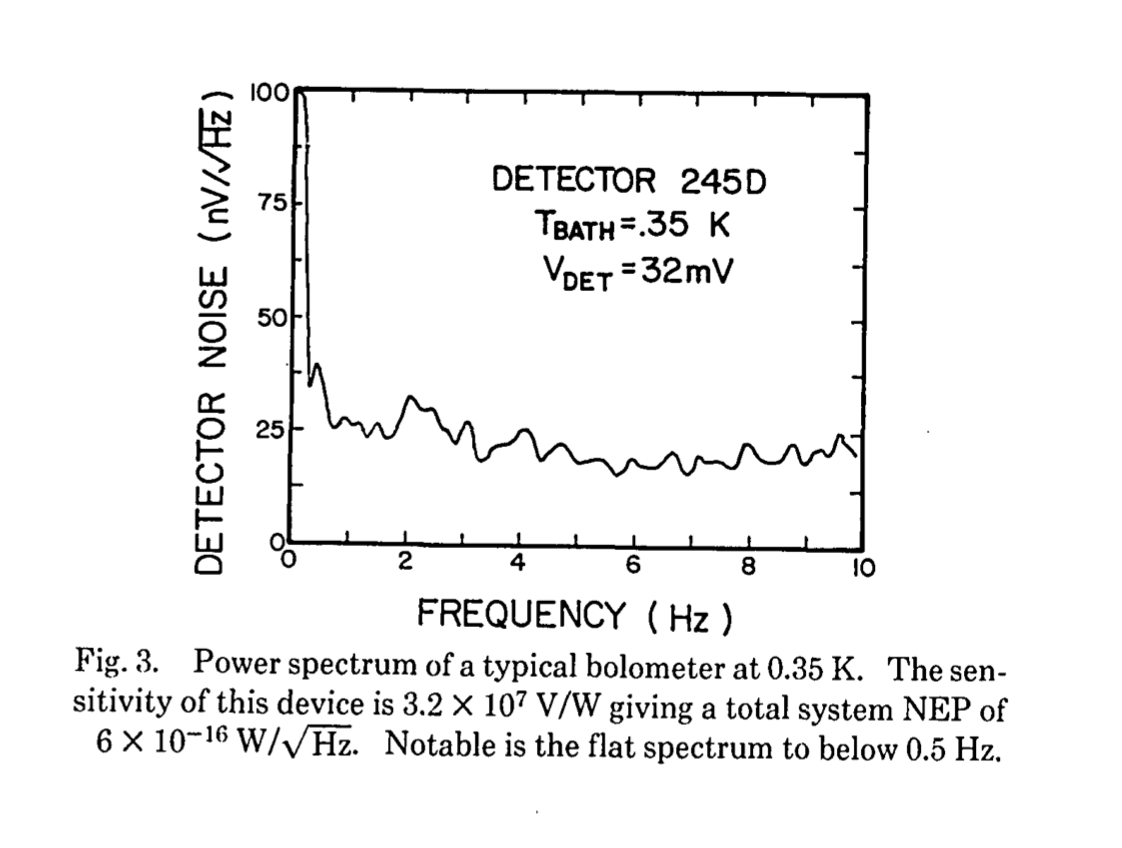 100
75
50
25
0
DETECTOR NOISE (nV/√Hz)
DETECTOR 245D
TBATH=.35 K
VDET=32mV
0 2 4 6 8 10
FREQUENCY (Hz)
Fig. 3. Power spectrum of a typical bolometer at 0.35 K. The sen-
sitivity of this device is 3.2 × 10⁷ V/W giving a total system NEP of
6 × 10⁻¹⁶ W/√Hz. Notable is the flat spectrum to below 0.5 Hz.